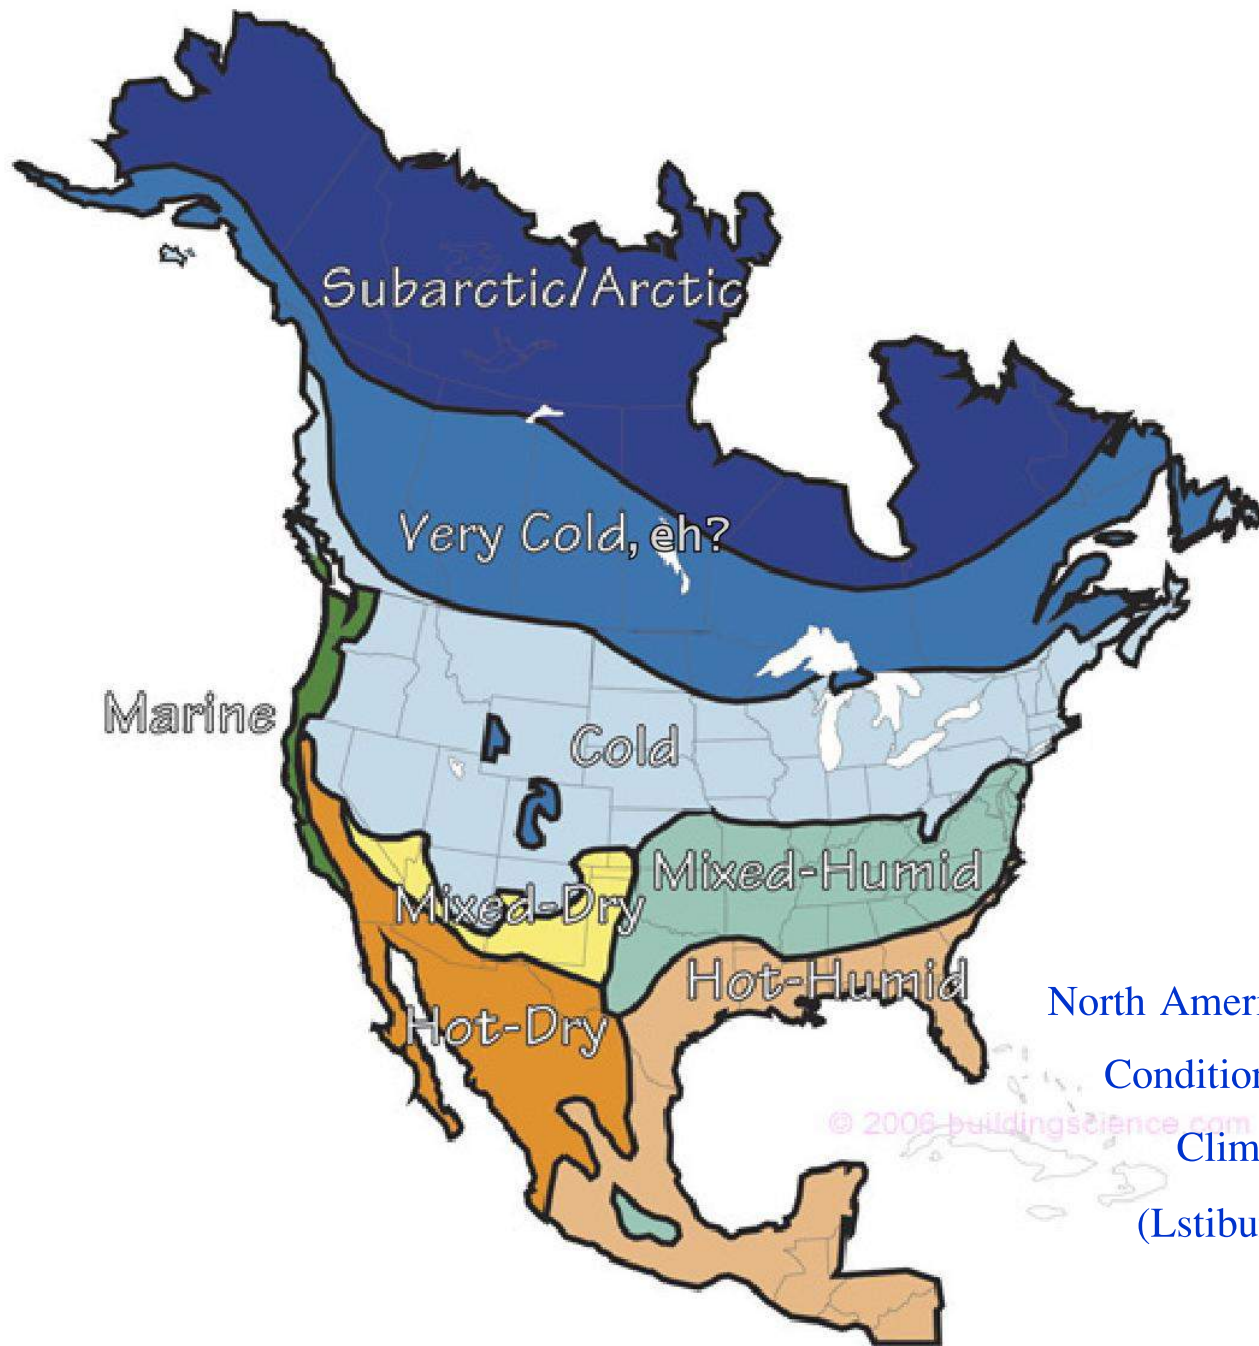 Subarctic/Arctic
Very Cold, eh?
Marine
Cold
Mixed-Humid
Mixed-Dry
Hot-Humid
Hot-Dry
North Ameri
Condition
© 2006 buildingscience.com
Clim
(Lstibu